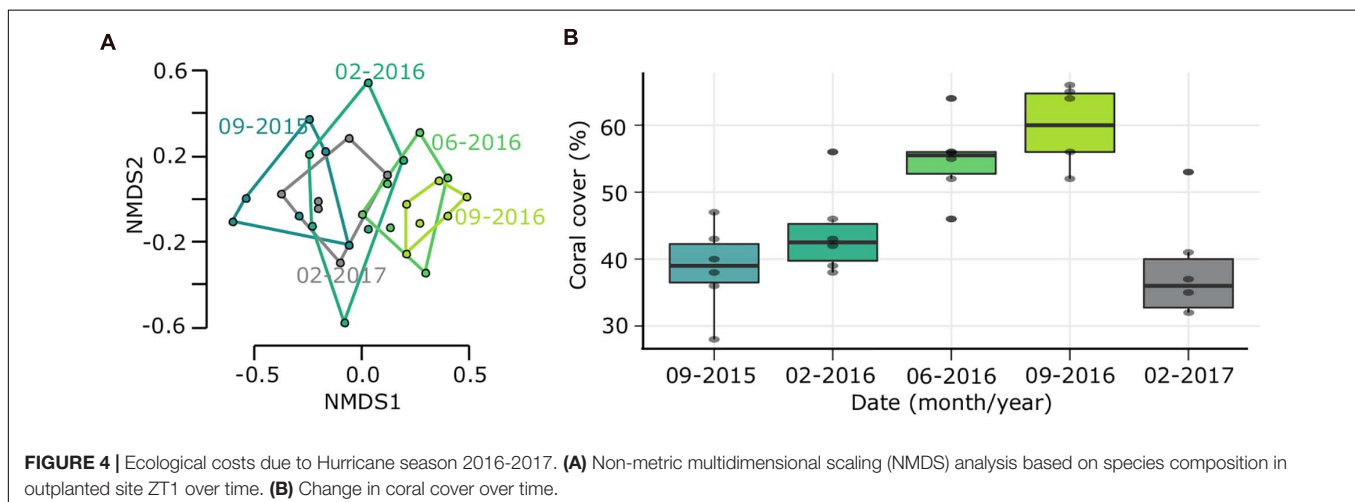 A
B
0.6
0.2
-0.2
-0.6
NMDS2
-0.5 0.0 0.5
NMDS1
02-2016
09-2015
06-2016
09-2016
02-2017
60
50
40
30
Coral cover (%)
09-2015 02-2016 06-2016 09-2016 02-2017
Date (month/year)
FIGURE 4 | Ecological costs due to Hurricane season 2016-2017. (A) Non-metric multidimensional scaling (NMDS) analysis based on species composition in
outplanted site ZT1 over time. (B) Change in coral cover over time.